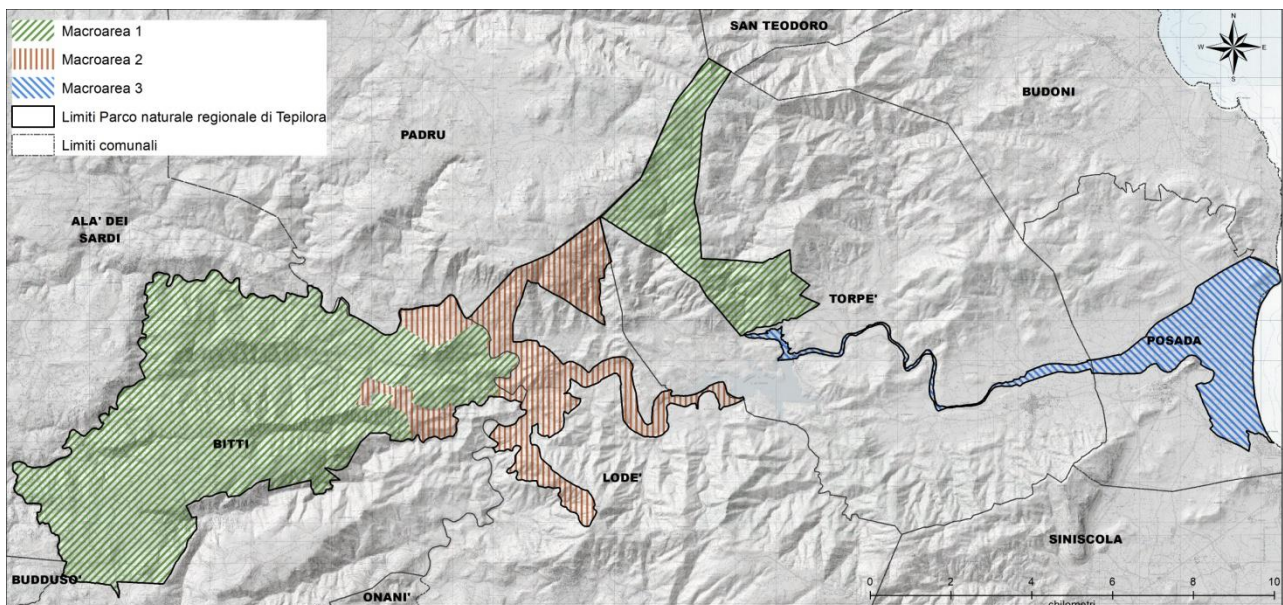 Macroarea 1
Macroarea 2
Macroarea 3
Limiti Parco naturale regionale di Tepilora
Limiti comunali
SAN TEODORO
N
W
E
S
BUDONI
PADRU
ALA' DEI
SARDI
TORPE'
POSADA
BITTI
LODE'
SINISCOLA
BUDDUSO'
ONANI'
0 2 4 6 8 10
chilometri